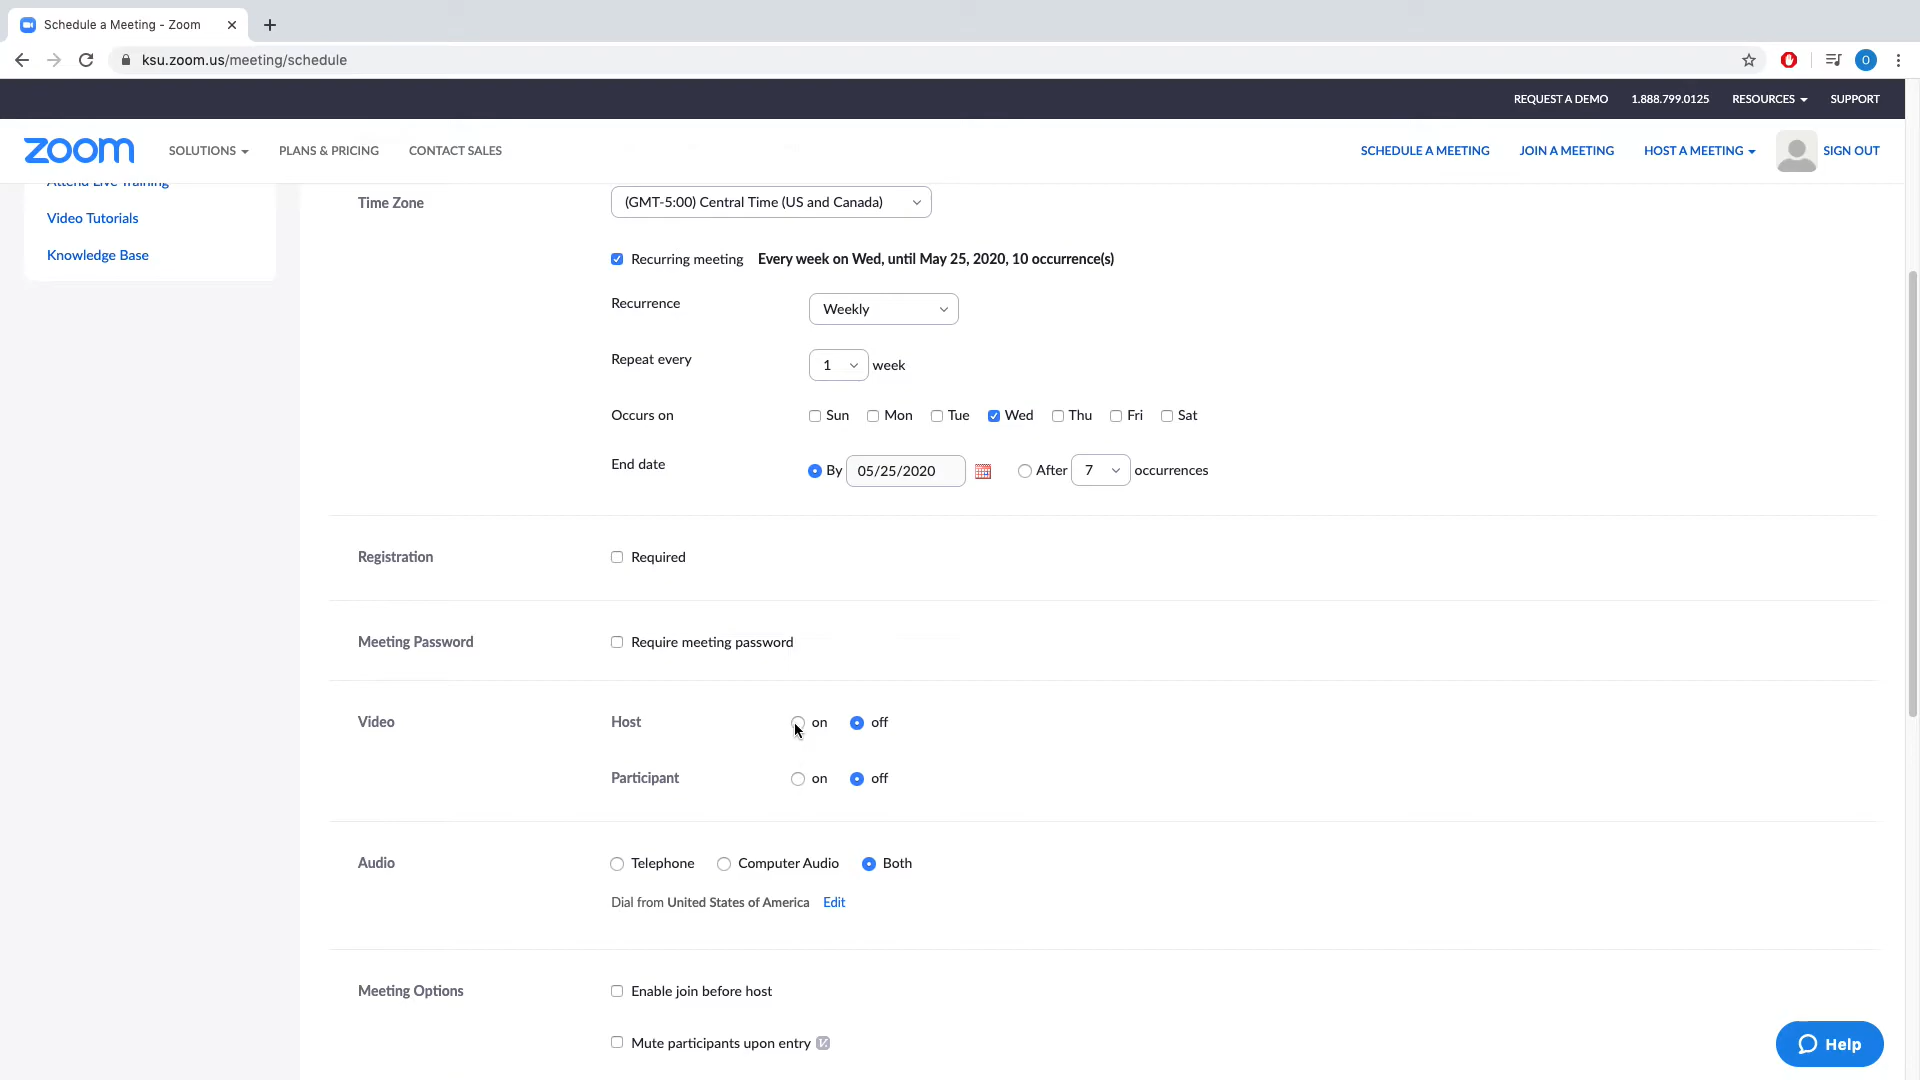 Schedule a Meeting - Zoom
ksu.zoom.us/meeting/schedule
O
REQUEST A DEMO 1.888.799.0125 RESOURCES SUPPORT
zoom SOLUTIONS PLANS & PRICING CONTACT SALES SCHEDULE A MEETING JOIN A MEETING HOST A MEETING SIGN OUT
Attend Live Training
Video Tutorials
Knowledge Base
Time Zone (GMT-5:00) Central Time (US and Canada)
Recurring meeting Every week on Wed, until May 25, 2020, 10 occurrence(s)
Recurrence Weekly
Repeat every 1 week
Occurs on Sun Mon Tue Wed Thu Fri Sat
End date By 05/25/2020 After 7 occurrences
Registration Required
Meeting Password Require meeting password
Video Host on off
Participant on off
Audio Telephone Computer Audio Both
Dial from United States of America Edit
Meeting Options Enable join before host
Mute participants upon entry
Help